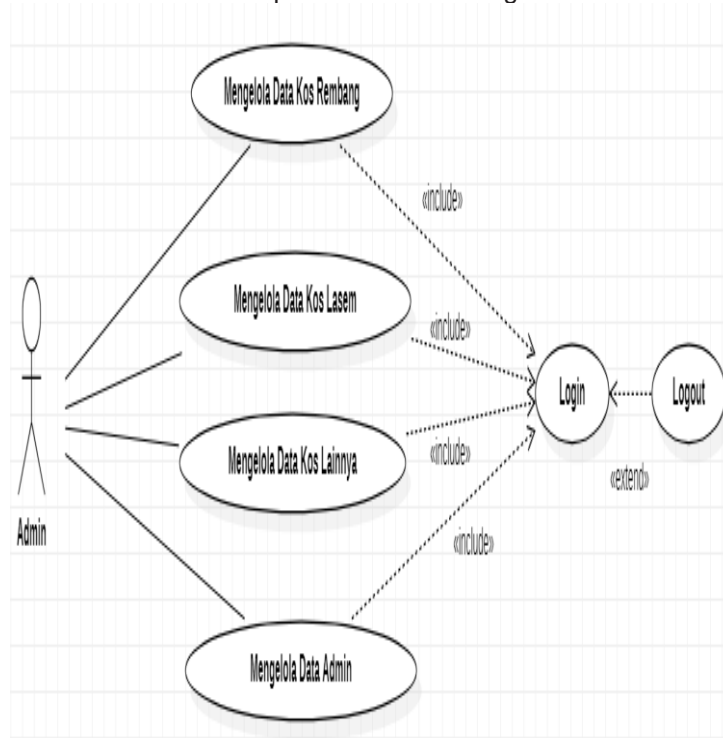 Mengelola Data Kos Rembang
«include»
Mengelola Data Kos Lasem
«include»
Login
Logout
Mengelola Data Kos Lainnya
«include»
«extend»
Admin
«include»
Mengelola Data Admin